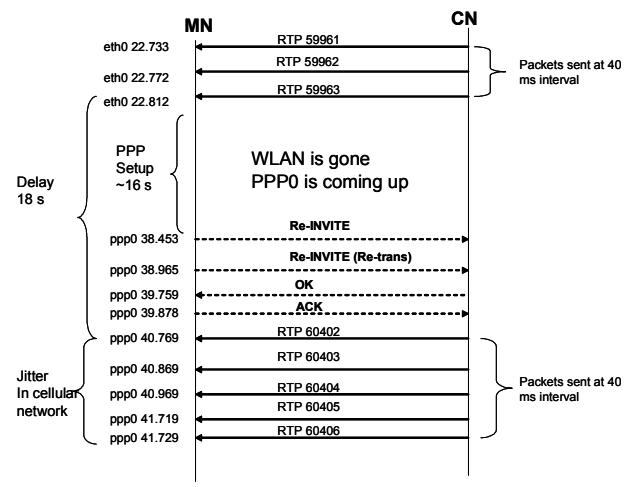 MN CN
eth0 22.733 RTP 59961
RTP 59962
Packets sent at 40
ms interval
eth0 22.772
RTP 59963
eth0 22.812
PPP
Setup
~16 s
WLAN is gone
PPP0 is coming up
Delay
18 s
Re-INVITE
ppp0 38.453
Re-INVITE (Re-trans)
ppp0 38.965
OK
ppp0 39.759
ACK
ppp0 39.878
ppp0 40.769 RTP 60402
RTP 60403
ppp0 40.869
Jitter
In cellular
network
ppp0 40.969 RTP 60404
Packets sent at 40
ms interval
RTP 60405
ppp0 41.719
ppp0 41.729 RTP 60406